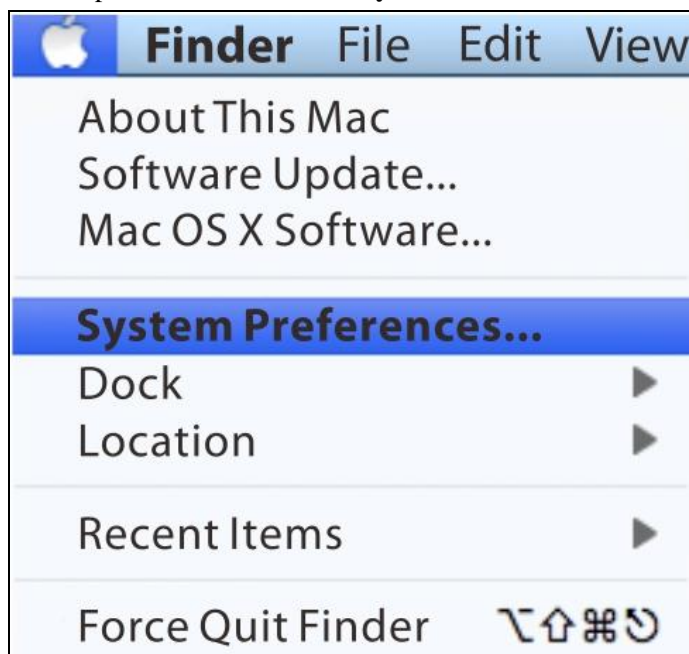 Finder File Edit View
About This Mac
Software Update...
Mac OS X Software...
System Preferences...
Dock
Location
Recent Items
Force Quit Finder ⌥⇧⌘⎋